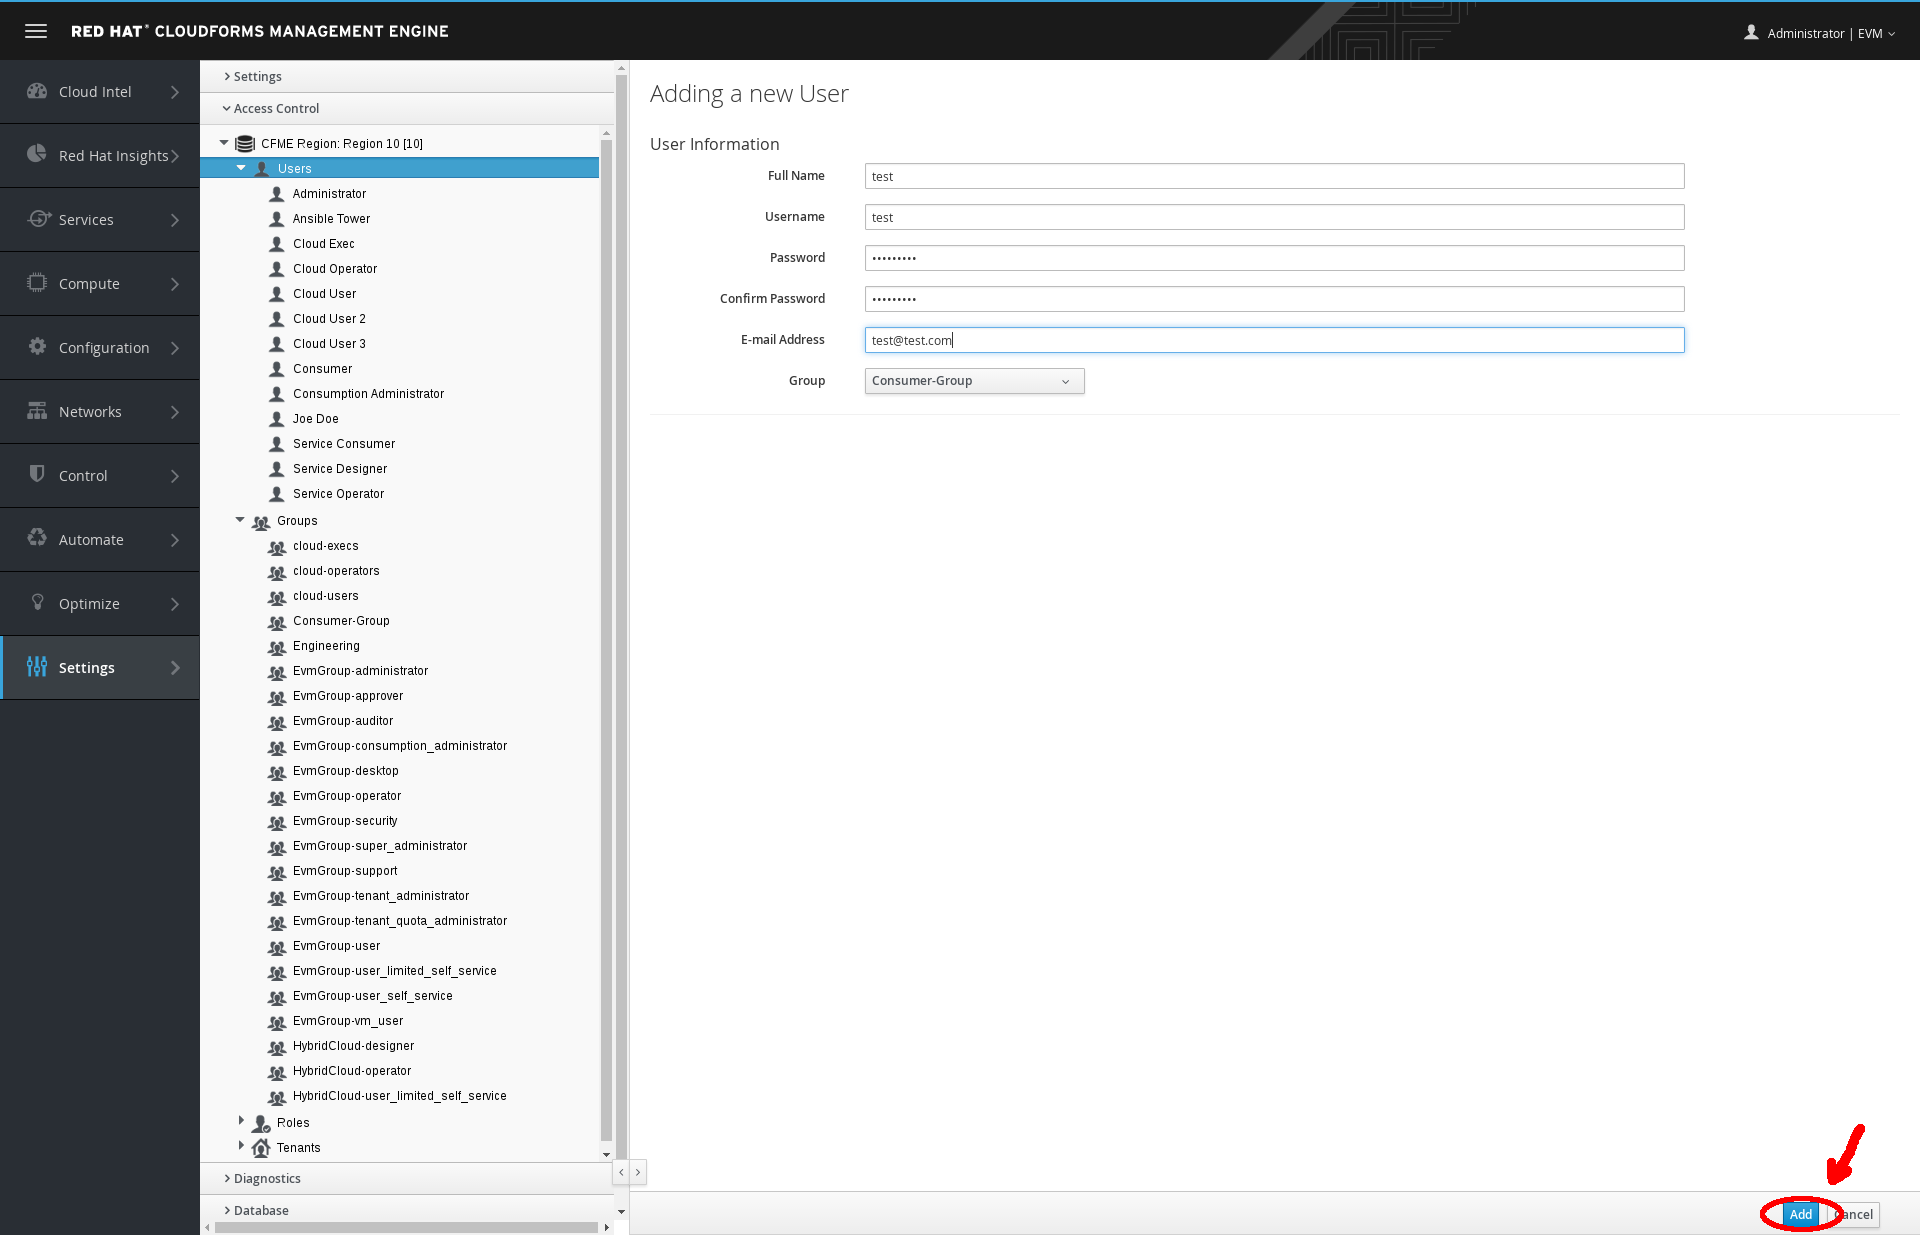 RED HAT® CLOUDFORMS MANAGEMENT ENGINE
Administrator | EVM
Cloud Intel
Red Hat Insights
Services
Compute
Configuration
Networks
Control
Automate
Optimize
Settings
Settings
Access Control
CFME Region: Region 10 [10]
Users
Administrator
Ansible Tower
Cloud Exec
Cloud Operator
Cloud User
Cloud User 2
Cloud User 3
Consumer
Consumption Administrator
Joe Doe
Service Consumer
Service Designer
Service Operator
Groups
cloud-execs
cloud-operators
cloud-users
Consumer-Group
Engineering
EvmGroup-administrator
EvmGroup-approver
EvmGroup-auditor
EvmGroup-consumption_administrator
EvmGroup-desktop
EvmGroup-operator
EvmGroup-security
EvmGroup-super_administrator
EvmGroup-support
EvmGroup-tenant_administrator
EvmGroup-tenant_quota_administrator
EvmGroup-user
EvmGroup-user_limited_self_service
EvmGroup-user_self_service
EvmGroup-vm_user
HybridCloud-designer
HybridCloud-operator
HybridCloud-user_limited_self_service
Roles
Tenants
Diagnostics
Database
Adding a new User
User Information
Full Name test
Username test
Password •••••••••
Confirm Password •••••••••
E-mail Address test@test.com
Group Consumer-Group
Add Cancel